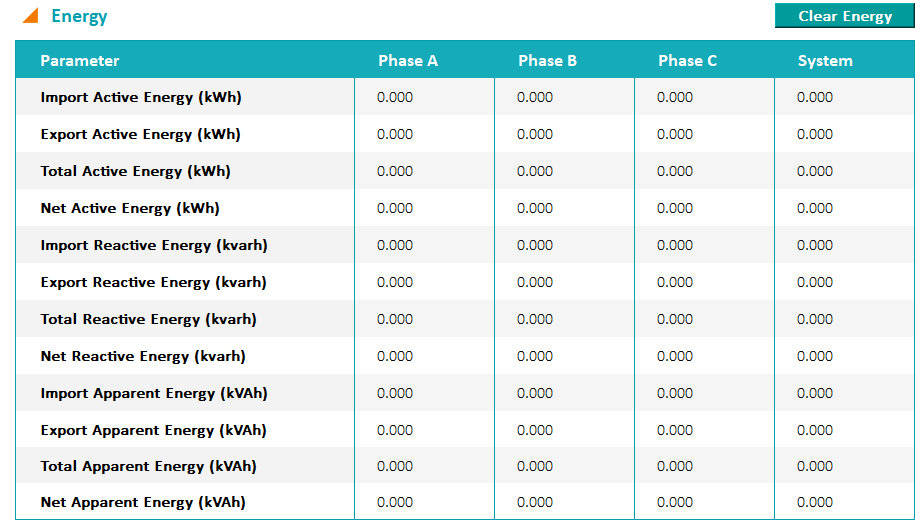 Energy
Clear Energy
Parameter Phase A Phase B Phase C System
Import Active Energy (kWh) 0.000 0.000 0.000 0.000
Export Active Energy (kWh) 0.000 0.000 0.000 0.000
Total Active Energy (kWh) 0.000 0.000 0.000 0.000
Net Active Energy (kWh) 0.000 0.000 0.000 0.000
Import Reactive Energy (kvarh) 0.000 0.000 0.000 0.000
Export Reactive Energy (kvarh) 0.000 0.000 0.000 0.000
Total Reactive Energy (kvarh) 0.000 0.000 0.000 0.000
Net Reactive Energy (kvarh) 0.000 0.000 0.000 0.000
Import Apparent Energy (kVAh) 0.000 0.000 0.000 0.000
Export Apparent Energy (kVAh) 0.000 0.000 0.000 0.000
Total Apparent Energy (kVAh) 0.000 0.000 0.000 0.000
Net Apparent Energy (kVAh) 0.000 0.000 0.000 0.000